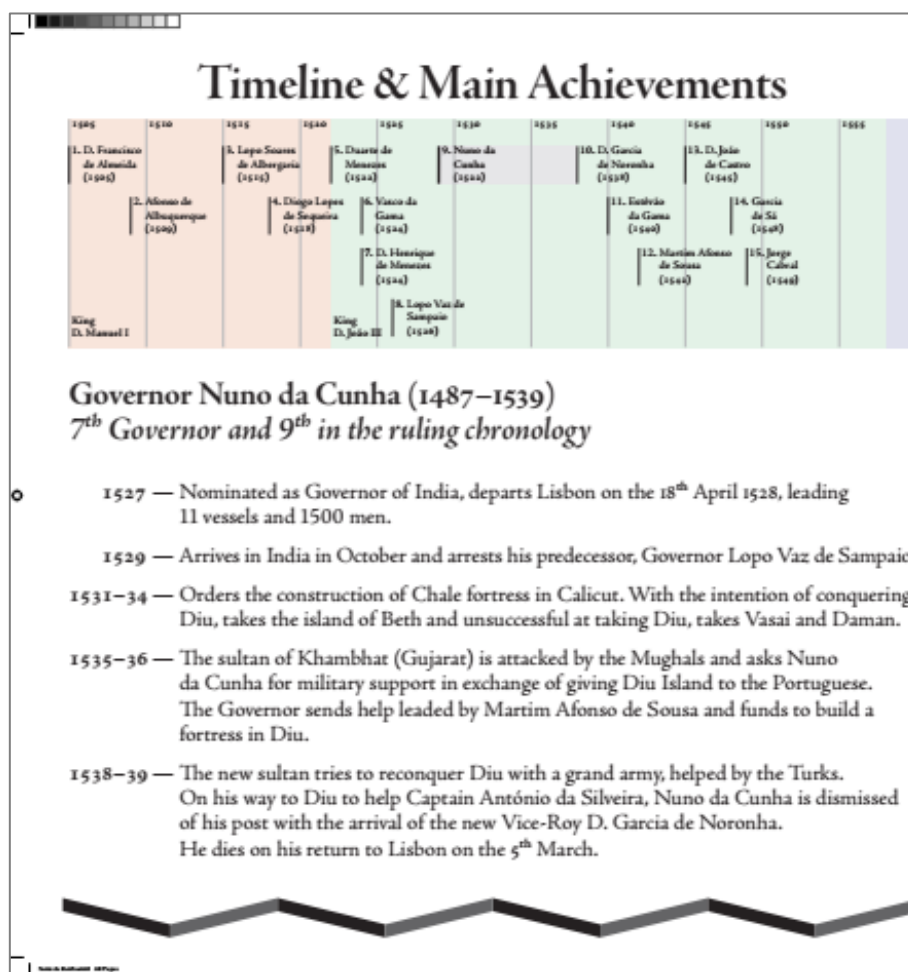 Timeline & Main Achievements
1505 1510 1515 1520 1525 1530 1535 1540 1545 1550 1555
1. D. Francisco
de Almeida
(1505)
3. Lopo Soares
de Albergaria
(1515)
5. Duarte de
Menezes
(1522)
9. Nuno da
Cunha
(1522)
10. D. Garcia
de Noronha
(1538)
13. D. João
de Castro
(1545)
2. Afonso de
Albuquerque
(1509)
4. Diogo Lopes
de Sequeira
(1518)
6. Vasco da
Gama
(1524)
11. Estêvão
da Gama
(1540)
14. Garcia
de Sá
(1548)
7. D. Henrique
de Menezes
(1524)
12. Martim Afonso
de Sousa
(1542)
15. Jorge
Cabral
(1549)
8. Lopo Vaz de
Sampaio
(1526)
King
D. Manuel I
King
D. João III
Governor Nuno da Cunha (1487–1539)
7th Governor and 9th in the ruling chronology
1527 — Nominated as Governor of India, departs Lisbon on the 18th April 1528, leading
11 vessels and 1500 men.
1529 — Arrives in India in October and arrests his predecessor, Governor Lopo Vaz de Sampaio
1531–34 — Orders the construction of Chale fortress in Calicut. With the intention of conquering
Diu, takes the island of Beth and unsuccessful at taking Diu, takes Vasai and Daman.
1535–36 — The sultan of Khambhat (Gujarat) is attacked by the Mughals and asks Nuno
da Cunha for military support in exchange of giving Diu Island to the Portuguese.
The Governor sends help leaded by Martim Afonso de Sousa and funds to build a
fortress in Diu.
1538–39 — The new sultan tries to reconquer Diu with a grand army, helped by the Turks.
On his way to Diu to help Captain António da Silveira, Nuno da Cunha is dismissed
of his post with the arrival of the new Vice-Roy D. Garcia de Noronha.
He dies on his return to Lisbon on the 5th March.